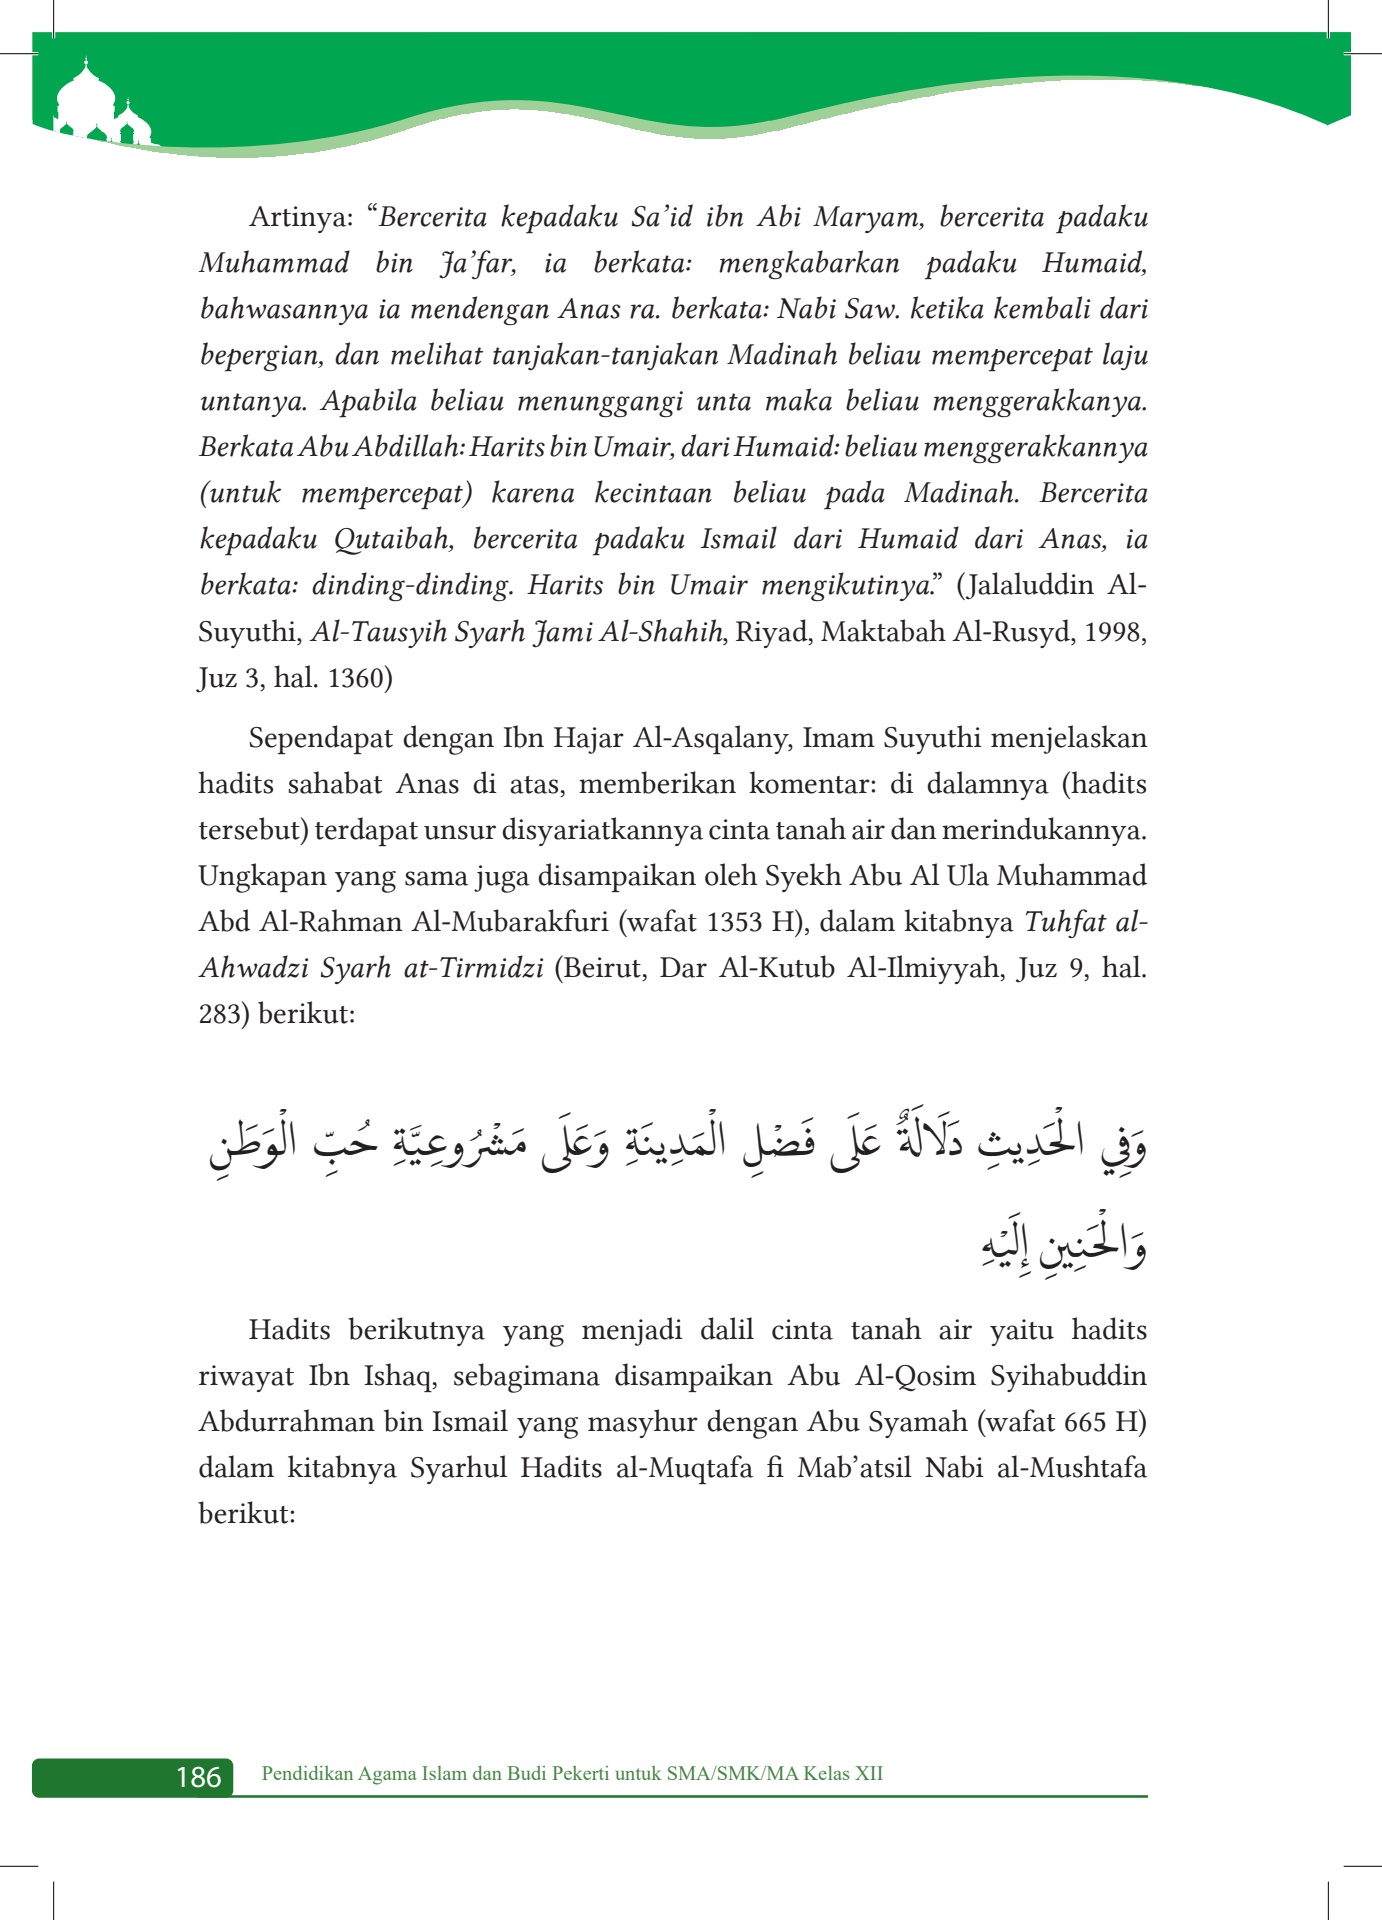 Artinya: “Bercerita kepadaku Sa’id ibn Abi Maryam, bercerita padaku
Muhammad bin Ja’far, ia berkata: mengkabarkan padaku Humaid,
bahwasannya ia mendengan Anas ra. berkata: Nabi Saw. ketika kembali dari
bepergian, dan melihat tanjakan-tanjakan Madinah beliau mempercepat laju
untanya. Apabila beliau menunggangi unta maka beliau menggerakkanya.
Berkata Abu Abdillah: Harits bin Umair, dari Humaid: beliau menggerakkannya
(untuk mempercepat) karena kecintaan beliau pada Madinah. Bercerita
kepadaku Qutaibah, bercerita padaku Ismail dari Humaid dari Anas, ia
berkata: dinding-dinding. Harits bin Umair mengikutinya.” (Jalaluddin Al-
Suyuthi, Al-Tausyih Syarh Jami Al-Shahih, Riyad, Maktabah Al-Rusyd, 1998,
Juz 3, hal. 1360)
Sependapat dengan Ibn Hajar Al-Asqalany, Imam Suyuthi menjelaskan
hadits sahabat Anas di atas, memberikan komentar: di dalamnya (hadits
tersebut) terdapat unsur disyariatkannya cinta tanah air dan merindukannya.
Ungkapan yang sama juga disampaikan oleh Syekh Abu Al Ula Muhammad
Abd Al-Rahman Al-Mubarakfuri (wafat 1353 H), dalam kitabnya Tuhfat al-
Ahwadzi Syarh at-Tirmidzi (Beirut, Dar Al-Kutub Al-Ilmiyyah, Juz 9, hal.
283) berikut:
وَفِي الْحَدِيثِ دَلَالَةٌ عَلَى فَضْلِ الْمَدِينَةِ وَعَلَى مَشْرُوعِيَّةِ حُبِّ الْوَطَنِ
وَالْحَنِينِ إِلَيْهِ
Hadits berikutnya yang menjadi dalil cinta tanah air yaitu hadits
riwayat Ibn Ishaq, sebagimana disampaikan Abu Al-Qosim Syihabuddin
Abdurrahman bin Ismail yang masyhur dengan Abu Syamah (wafat 665 H)
dalam kitabnya Syarhul Hadits al-Muqtafa fi Mab’atsil Nabi al-Mushtafa
berikut:
186 Pendidikan Agama Islam dan Budi Pekerti untuk SMA/SMK/MA Kelas XII